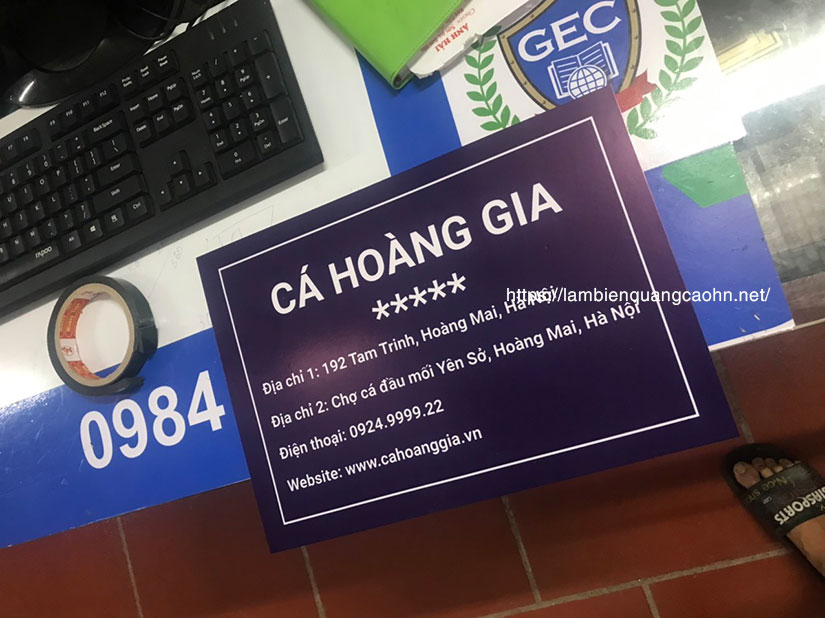 ANH HẢI
GEC
CÁ HOÀNG GIA
*****
https://lambienquangcaohn.net/
Địa chỉ 1: 192 Tam Trinh, Hoàng Mai, Hà Nội
Địa chỉ 2: Chợ cá đầu mối Yên Sở, Hoàng Mai, Hà Nội
Điện thoại: 0924.9999.22
Website: www.cahoanggia.vn
0984